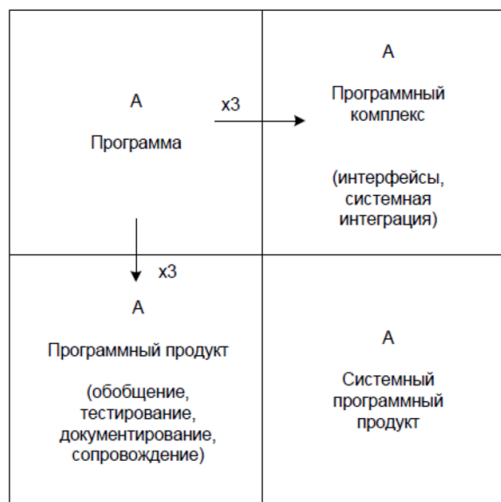 А
Программа
х3
А
Программный
комплекс
(интерфейсы,
системная
интеграция)
х3
А
Программный продукт
(обобщение,
тестирование,
документирование,
сопровождение)
А
Системный
программный
продукт